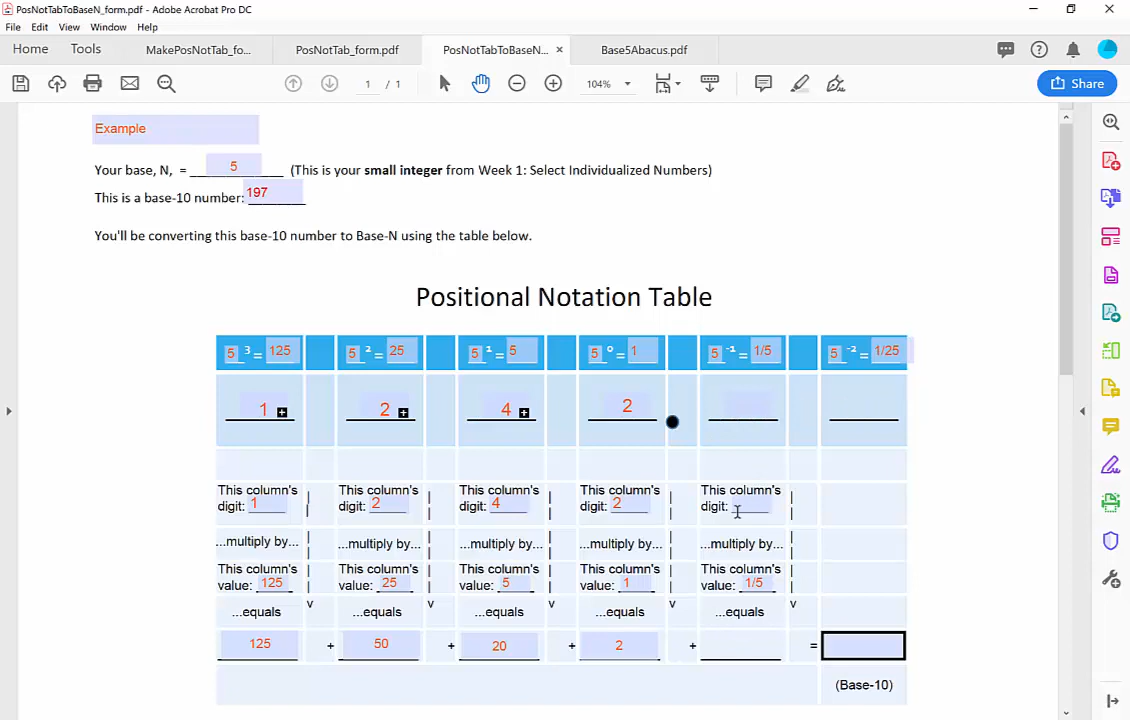 PosNotTabToBaseN_form.pdf - Adobe Acrobat Pro DC
File Edit View Window Help
Home Tools MakePosNotTab_fo... PosNotTab_form.pdf PosNotTabToBaseN... × Base5Abacus.pdf
1 / 1 104% Share
Example
Your base, N, = 5 (This is your small integer from Week 1: Select Individualized Numbers)
This is a base-10 number: 197
You'll be converting this base-10 number to Base-N using the table below.
Positional Notation Table
5 ³ = 125 5 ² = 25 5 ¹ = 5 5 ⁰ = 1 5 ⁻¹ = 1/5 5 ⁻² = 1/25
1 2 4 2
This column's | This column's | This column's | This column's | This column's |
digit: 1 | digit: 2 | digit: 4 | digit: 2 | digit: |
...multiply by... | ...multiply by... | ...multiply by... | ...multiply by... | ...multiply by... |
This column's | This column's | This column's | This column's | This column's |
value: 125 | value: 25 | value: 5 | value: 1 | value: 1/5 |
...equals v ...equals v ...equals v ...equals v ...equals v
125 + 50 + 20 + 2 + =
(Base-10)